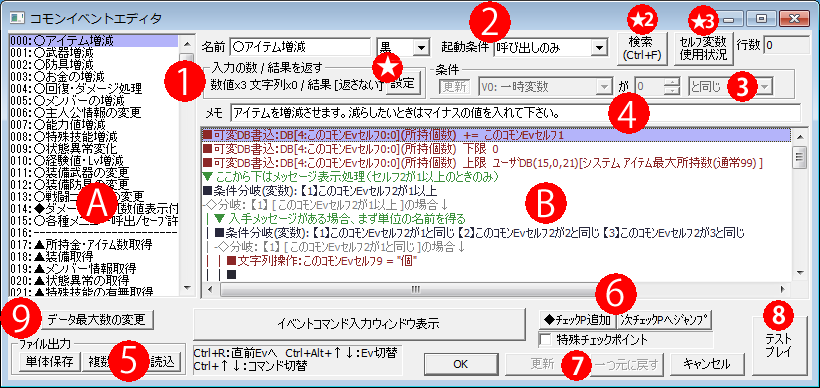 コモンイベントエディタ
000:○アイテム増減
001:○武器増減
002:○防具増減
003:○お金の増減
004:○回復・ダメージ処理
005:○メンバーの増減
006:○主人公情報の変更
007:○能力値増減
008:○特殊技能増減
009:○状態異常変化
010:○経験値・Lv増減
011:○装備武器の変更
012:○装備防具の変更
013:○戦闘コ の変更
014:◆ダメー 数値表示付
015:○各種メニュー呼出/セーブ許
016:
017:▲所持金・アイテム数取得
018:▲装備取得
019:▲メンバー情報取得
020:▲状態異常の取得
021:▲特殊技能の有無取得
A
1
名前 ○アイテム増減 黒
2
起動条件 呼び出しのみ
★2
検索
(Ctrl+F)
★3
セルフ変数
使用状況
行数 0
入力の数 / 結果を返す
数値x3 文字列x0 / 結果 [返さない] 設定
★
条件
更新 V0: 一時変数 が 0 と同じ
3
4
メモ アイテムを増減させます。減らしたいときはマイナスの値を入れて下さい。
■可変DB書込:DB[4:このコモンEvセルフ70:0](所持個数) += このコモンEvセルフ1
■可変DB書込:DB[4:このコモンEvセルフ70:0](所持個数) 下限 0
■可変DB書込:DB[4:このコモンEvセルフ70:0](所持個数) 上限 ユーザDB(15,0,21)[システム アイテム最大所持数(通常99) ]
▼ ここから下はメッセージ表示処理(セルフ2が1以上のときのみ)
■条件分岐(変数): 【1】このコモンEvセルフ2が1以上
-◇分岐: 【1】 [このコモンEvセルフ2が1以上 ]の場合↓
| ▼ 入手メッセージがある場合、まず単位の名前を得る
| ■条件分岐(変数): 【1】このコモンEvセルフ2が1と同じ 【2】このコモンEvセルフ2が2と同じ 【3】このコモンEvセルフ2が3と同じ
| -◇分岐: 【1】 [このコモンEvセルフ2が1と同じ ]の場合↓
| | ■文字列操作:このコモンEvセルフ9 = "個"
| | ■
B
9
データ最大数の変更
ファイル出力
単体保存 複数 読込
5
イベントコマンド入力ウィンドウ表示
6
◆チェックP追加 次チェックPへジャンプ
特殊チェックポイント
8
テスト
プレイ
Ctrl+R:直前Evへ Ctrl+Alt+↑↓:Ev切替
Ctrl+↑↓:コマンド切替
OK
更新
7
一つ元に戻す
キャンセル